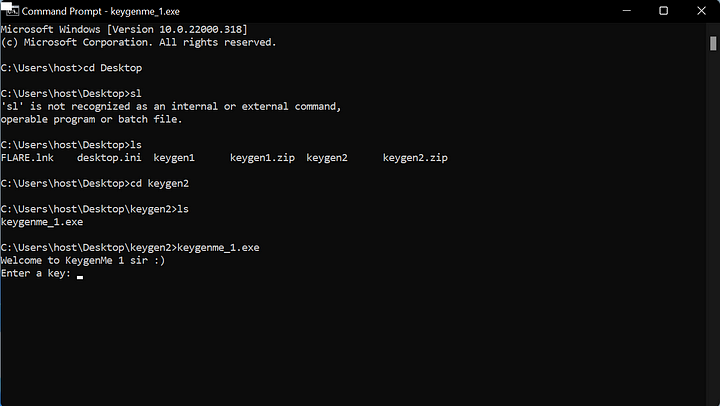 Command Prompt - keygenme_1.exe
Microsoft Windows [Version 10.0.22000.318]
(c) Microsoft Corporation. All rights reserved.
C:\Users\host>cd Desktop
C:\Users\host\Desktop>sl
'sl' is not recognized as an internal or external command,
operable program or batch file.
C:\Users\host\Desktop>ls
FLARE.lnk    desktop.ini  keygen1      keygen1.zip  keygen2      keygen2.zip
C:\Users\host\Desktop>cd keygen2
C:\Users\host\Desktop\keygen2>ls
keygenme_1.exe
C:\Users\host\Desktop\keygen2>keygenme_1.exe
Welcome to KeygenMe 1 sir :)
Enter a key: